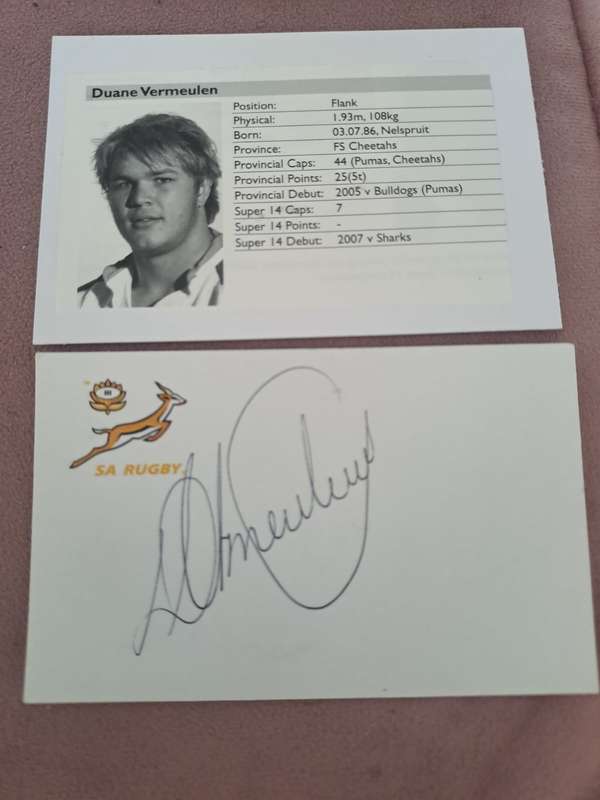 Duane Vermeulen
Position: Flank
Physical: 1.93m, 108kg
Born: 03.07.86, Nelspruit
Province: FS Cheetahs
Provincial Caps: 44 (Pumas, Cheetahs)
Provincial Points: 25(5t)
Provincial Debut: 2005 v Bulldogs (Pumas)
Super 14 Caps: 7
Super 14 Points: -
Super 14 Debut: 2007 v Sharks
SA RUGBY